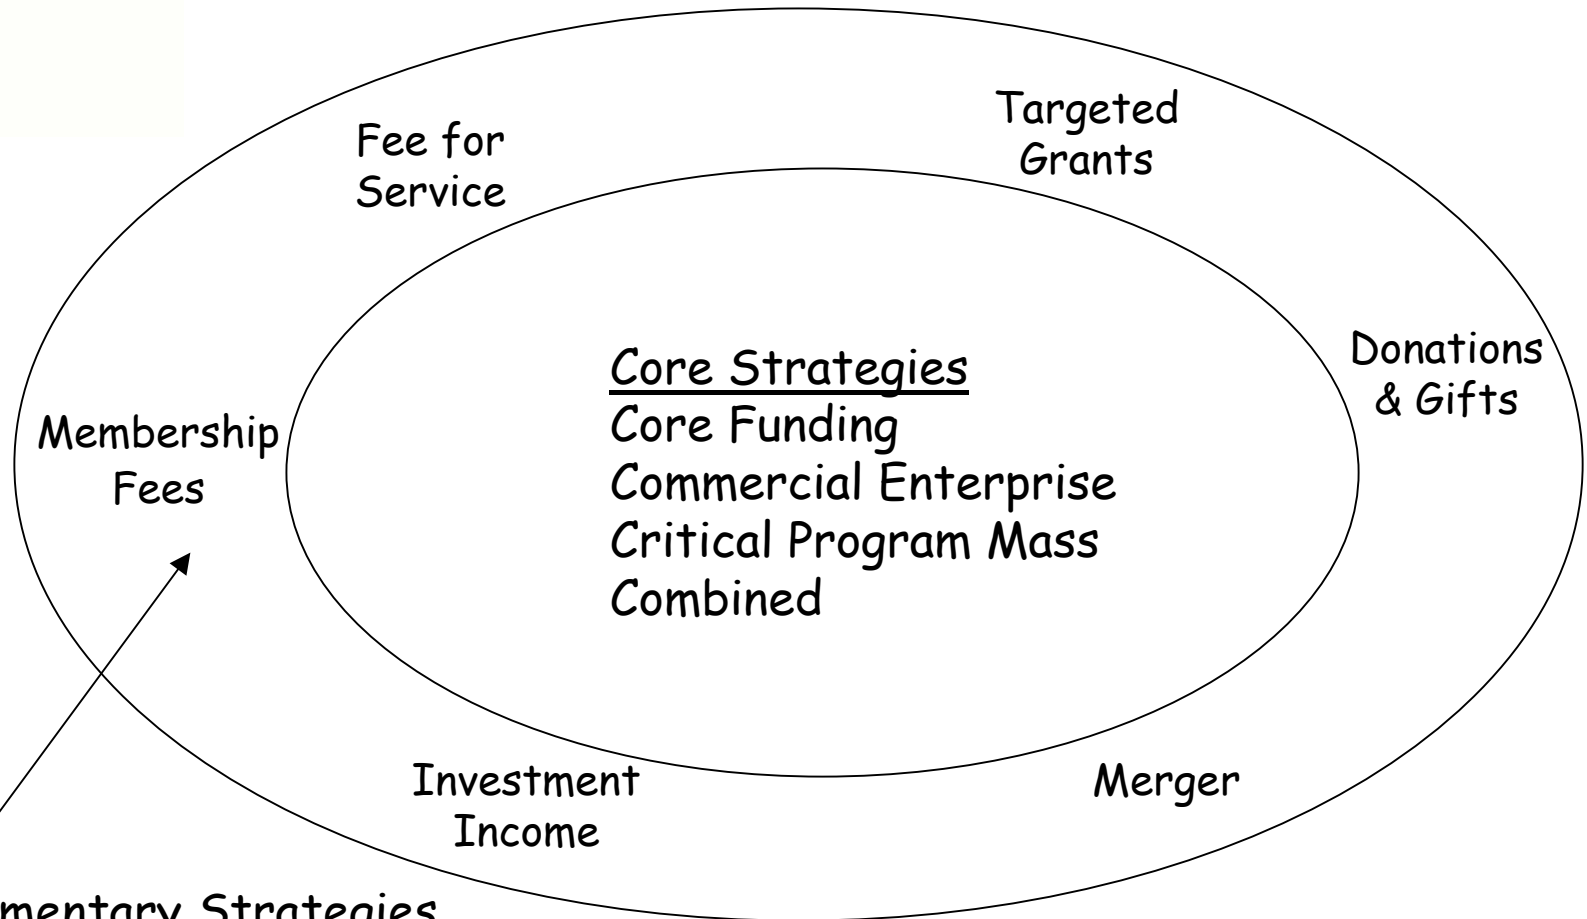 Fee for
Service
Targeted
Grants
Donations
& Gifts
Membership
Fees
Core Strategies
Core Funding
Commercial Enterprise
Critical Program Mass
Combined
Investment
Income
Merger
Strategies